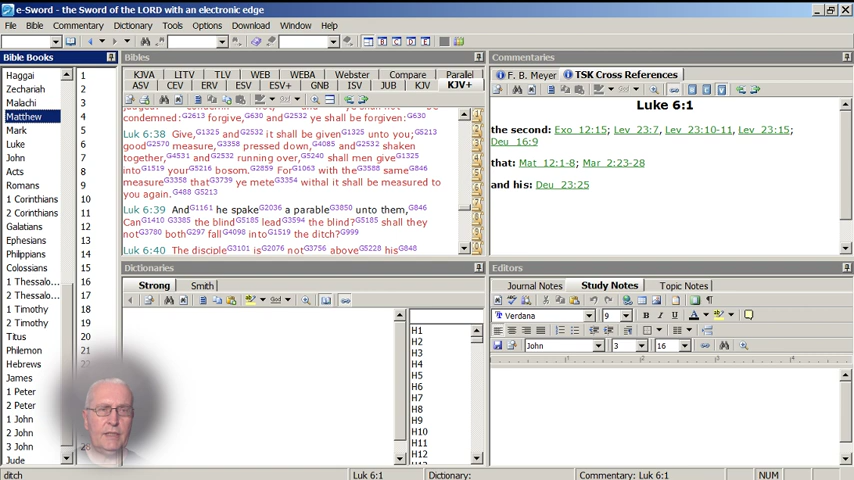 e-Sword - the Sword of the LORD with an electronic edge
File Bible Commentary Dictionary Tools Options Download Window Help
Bible Books
Haggai 1
Zechariah 2
Malachi 3
Matthew 4
Mark 5
Luke 6
John 7
Acts 8
Romans 9
1 Corinthians 10
2 Corinthians 11
Galatians 12
Ephesians 13
Philippians 14
Colossians 15
1 Thessalo... 16
2 Thessalo... 17
1 Timothy 18
2 Timothy 19
Titus 20
Philemon 21
Hebrews
James
1 Peter
2 Peter
1 John
2 John
3 John 28
Jude
Bibles
KJVA LITV TLV WEB WEBA Webster Compare Parallel
ASV CEV ERV ESV ESV+ GNB ISV JUB KJV KJV+
condemned:G2613 forgive,G630 and G2532 ye shall be forgiven:G630
Luk 6:38 Give,G1325 and G2532 it shall be given G1325 unto you;G5213
good G2570 measure,G3358 pressed down,G4085 and G2532 shaken
together,G4531 and G2532 running over,G5240 shall men give G1325
into G1519 your G5216 bosom.G2859 For G1063 with the G3588 same G846
measure G3358 that G3739 ye mete G3354 withal it shall be measured to
you again.G488 G5213
Luk 6:39 And G1161 he spake G2036 a parable G3850 unto them,G846
Can G1410 G3385 the blind G5185 lead G3594 the blind?G5185 shall they
not G3780 both G297 fall G4098 into G1519 the ditch?G999
Luk 6:40 The disciple G3101 is G2076 not G3756 above G5228 his G848
Commentaries
F. B. Meyer TSK Cross References
Luke 6:1
the second: Exo 12:15; Lev 23:7, Lev 23:10-11, Lev 23:15;
Deu 16:9
that: Mat 12:1-8; Mar 2:23-28
and his: Deu 23:25
Dictionaries
Strong Smith
H1
H2
H3
H4
H5
H6
H7
H8
H9
H10
H11
H12
Editors
Journal Notes Study Notes Topic Notes
Verdana 9 B I U A
John 3 16
1 2 3 4
ditch Luk 6:1 Dictionary: Commentary: Luk 6:1 NUM